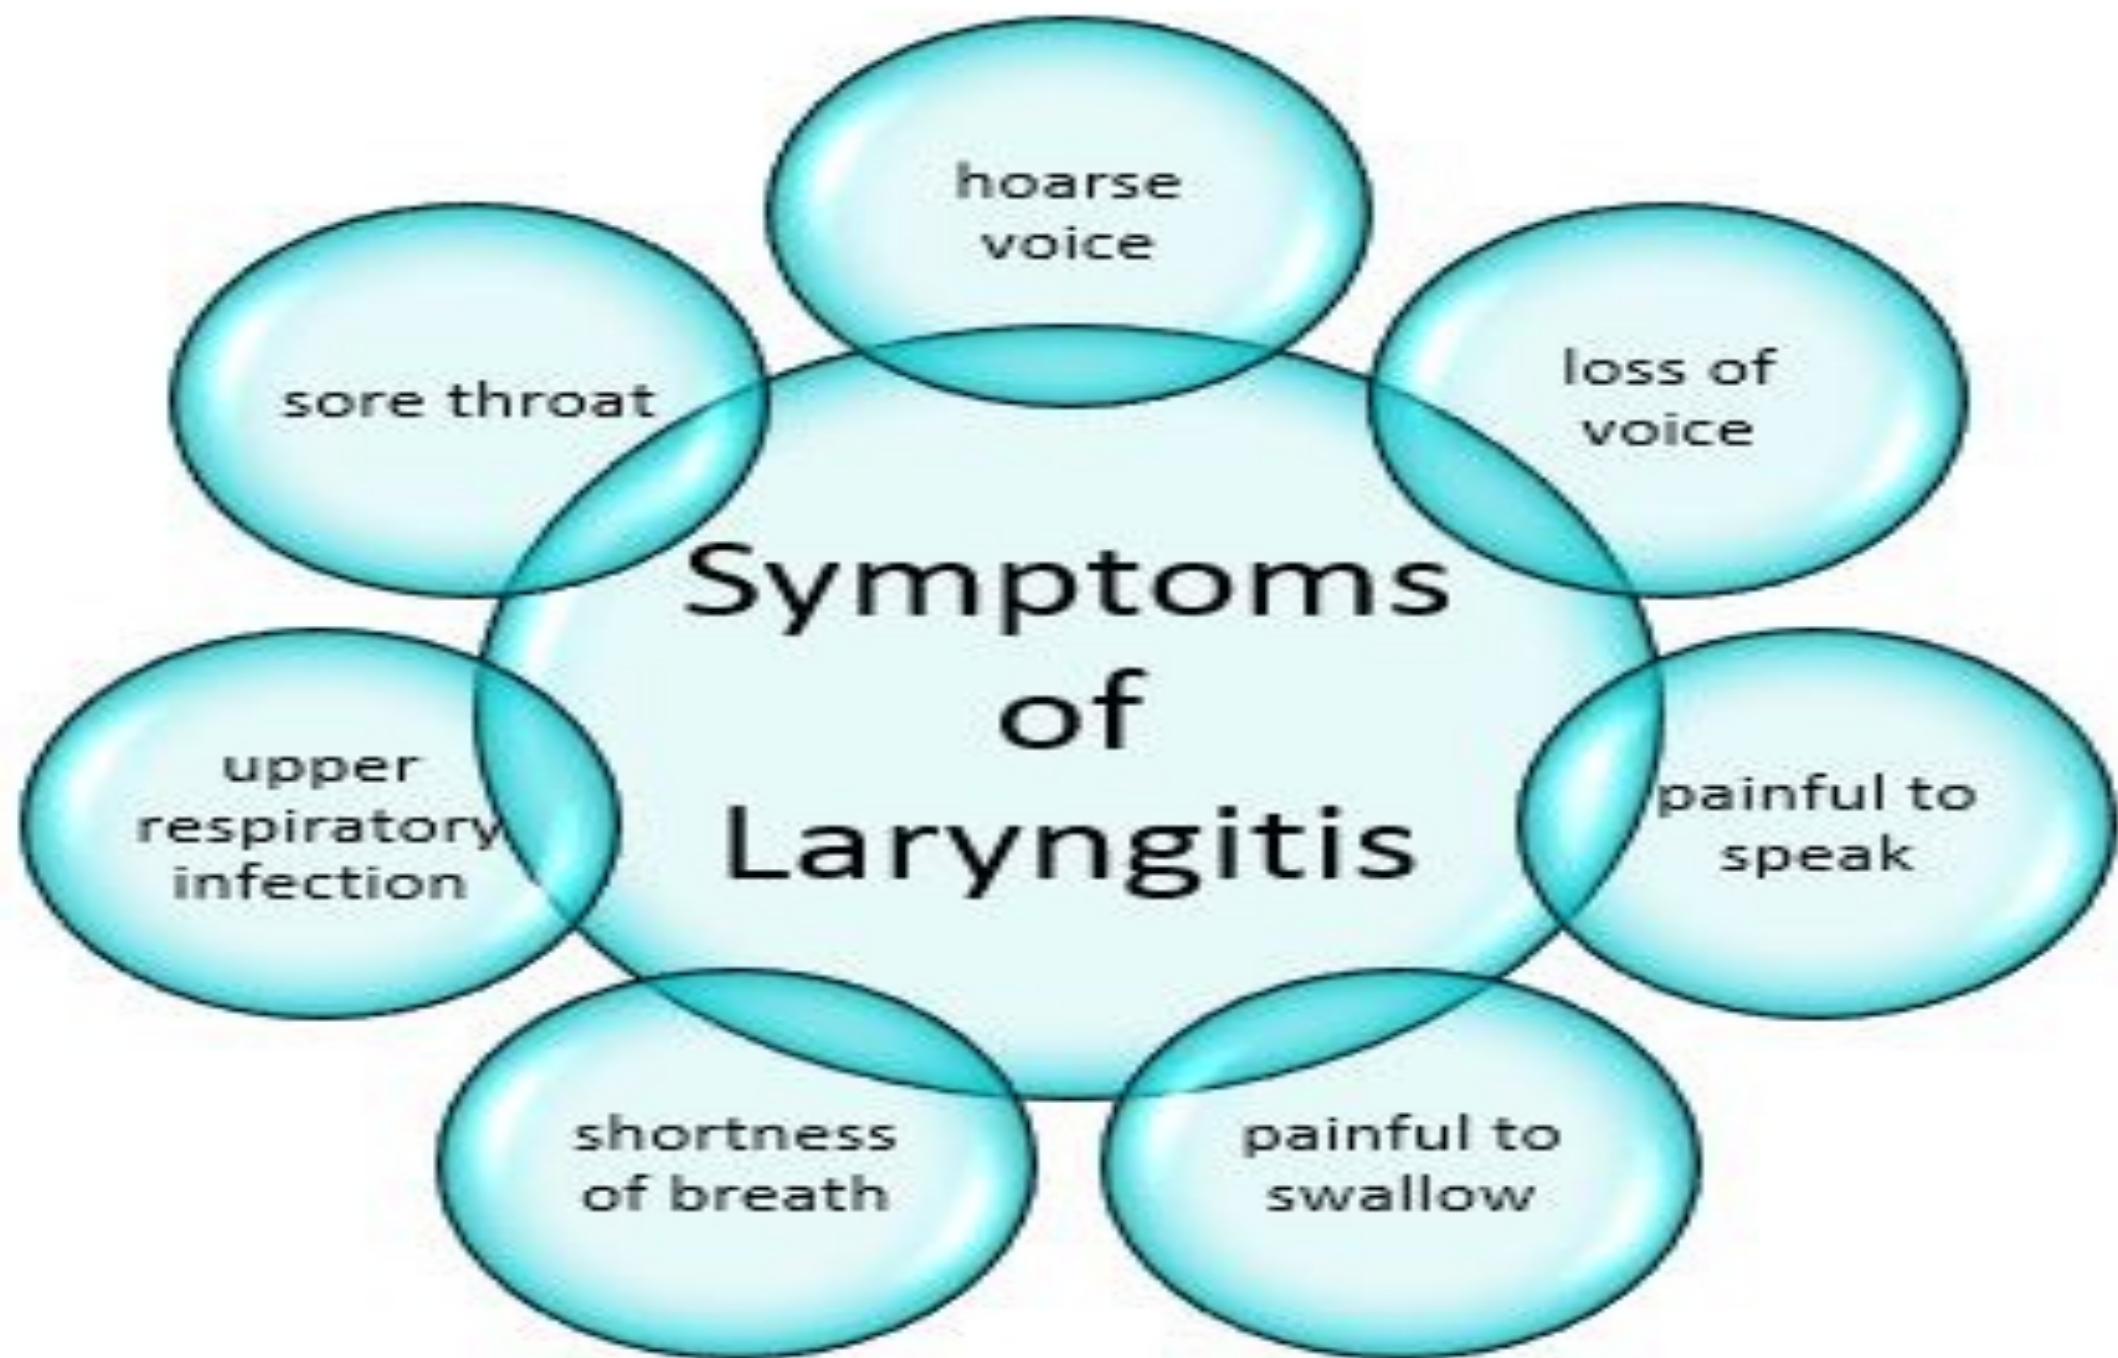 hoarse
voice
loss of
voice
painful to
speak
painful to
swallow
shortness
of breath
upper
respiratory
infection
sore throat
Symptoms
of
Laryngitis